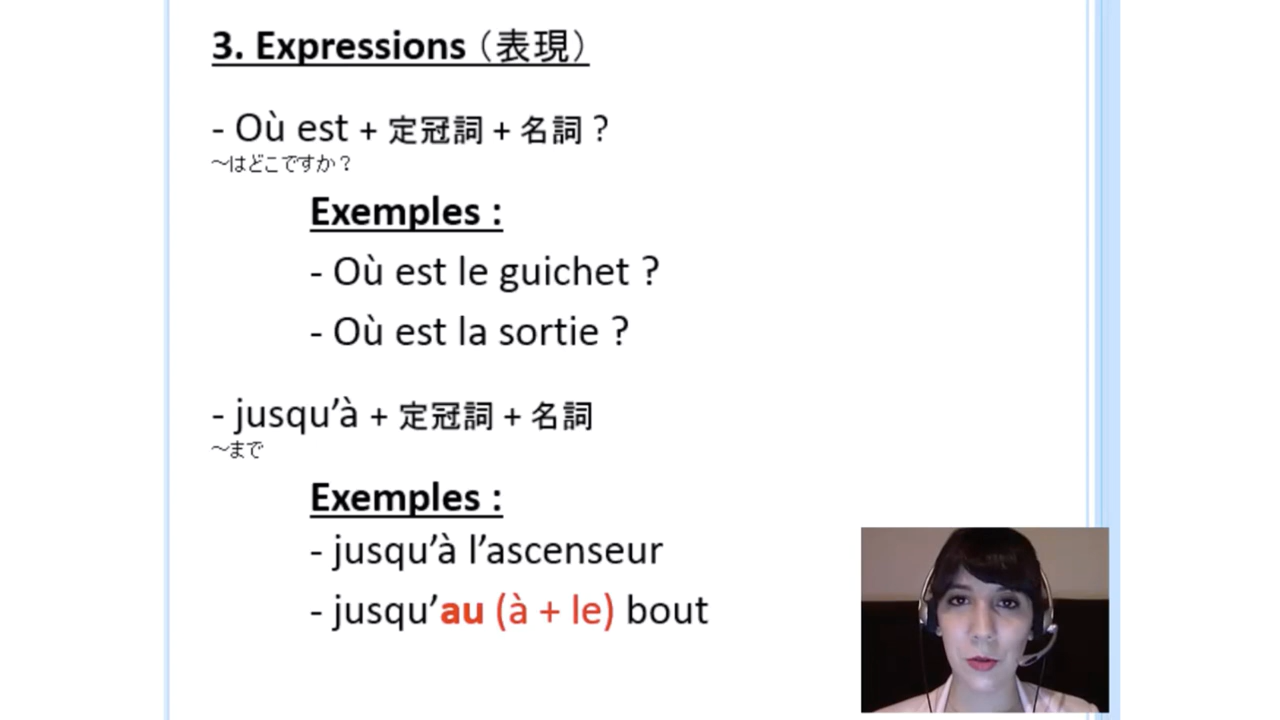 3. Expressions（表現）
- Où est + 定冠詞 + 名詞 ?
～はどこですか？
Exemples :
- Où est le guichet ?
- Où est la sortie ?
- jusqu’à + 定冠詞 + 名詞
～まで
Exemples :
- jusqu’à l’ascenseur
- jusqu’au (à + le) bout